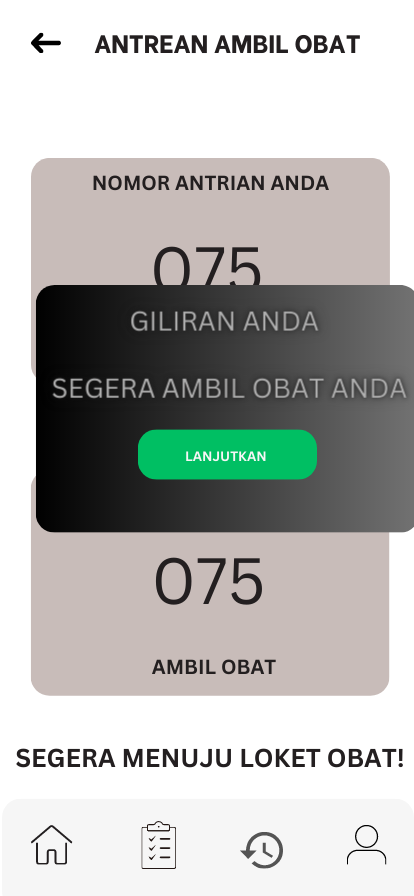 ANTREAN AMBIL OBAT
NOMOR ANTRIAN ANDA
075
GILIRAN ANDA
SEGERA AMBIL OBAT ANDA
LANJUTKAN
075
AMBIL OBAT
SEGERA MENUJU LOKET OBAT!